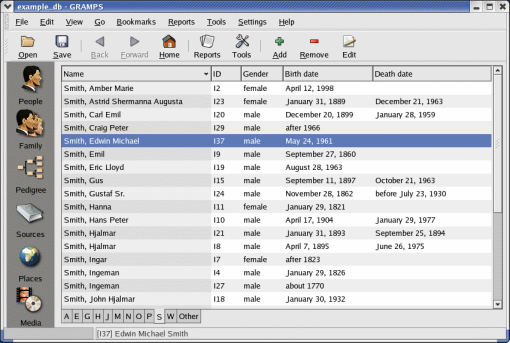 example_db - GRAMPS
File Edit View Go Bookmarks Reports Tools Settings Help
Open Save Back Forward Home Reports Tools Add Remove Edit
People
Family
Pedigree
Sources
Places
Media
Name ID Gender Birth date Death date
Smith, Amber Marie I2 female April 12, 1998
Smith, Astrid Shermanna Augusta I23 female January 31, 1889 December 21, 1963
Smith, Carl Emil I20 male December 20, 1899 January 28, 1959
Smith, Craig Peter I29 male after 1966
Smith, Edwin Michael I37 male May 24, 1961
Smith, Emil I9 male September 27, 1860
Smith, Eric Lloyd I19 male August 28, 1963
Smith, Gus I15 male September 11, 1897 October 21, 1963
Smith, Gustaf Sr. I24 male November 28, 1862 before July 23, 1930
Smith, Hanna I11 female January 29, 1821
Smith, Hans Peter I10 male April 17, 1904 January 29, 1977
Smith, Hjalmar I21 male January 31, 1893 September 25, 1894
Smith, Hjalmar I8 male April 7, 1895 June 26, 1975
Smith, Ingar I7 female after 1823
Smith, Ingeman I4 male January 29, 1826
Smith, Ingeman I27 male about 1770
Smith, John Hjalmar I18 male January 30, 1932
A E G H J M N O P S W Other
[I37] Edwin Michael Smith